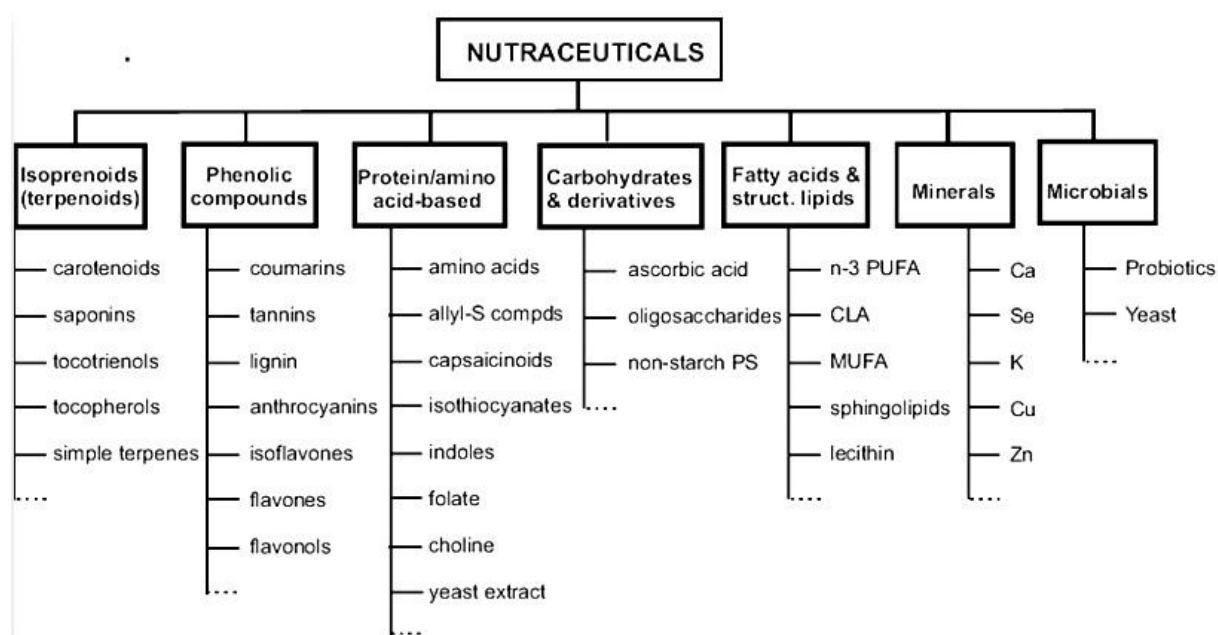 NUTRACEUTICALS
Isoprenoids
(terpenoids)
carotenoids
saponins
tocotrienols
tocopherols
simple terpenes
Phenolic
compounds
coumarins
tannins
lignin
anthrocyanins
isoflavones
flavones
flavonols
Protein/amino
acid-based
amino acids
allyl-S compds
capsaicinoids
isothiocyanates
indoles
folate
choline
yeast extract
Carbohydrates
& derivatives
ascorbic acid
oligosaccharides
non-starch PS
Fatty acids &
struct. lipids
n-3 PUFA
CLA
MUFA
sphingolipids
lecithin
Minerals
Ca
Se
K
Cu
Zn
Microbials
Probiotics
Yeast